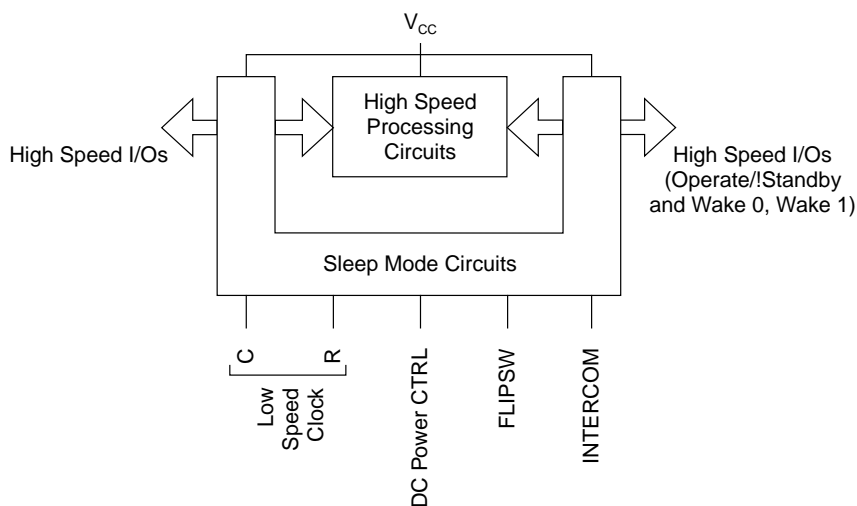 V_CC
High Speed
Processing
Circuits
High Speed I/Os
High Speed I/Os
(Operate/!Standby
and Wake 0, Wake 1)
Sleep Mode Circuits
C
R
Low
Speed
Clock
DC Power CTRL
FLIPSW
INTERCOM